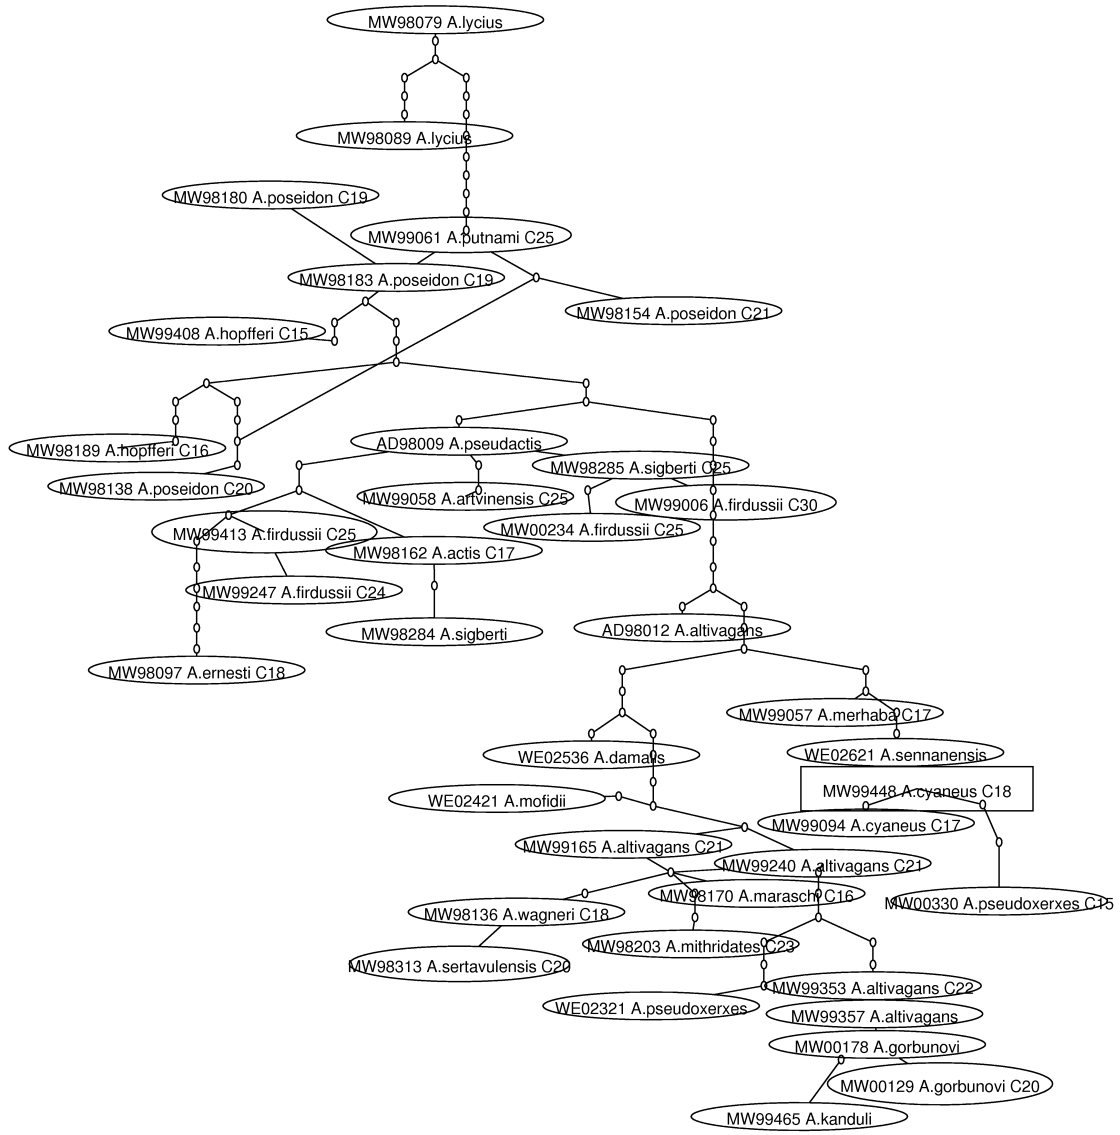 MW98079 A.lycius
MW98089 A.lycius
MW98180 A.poseidon C19
MW99061 A.putnami C25
MW98183 A.poseidon C19
MW98154 A.poseidon C21
MW99408 A.hopfferi C15
AD98009 A.pseudactis
MW98189 A.hopfferi C16
MW98285 A.sigberti C25
MW98138 A.poseidon C20
MW99058 A.artvinensis C25
MW99006 A.firdussii C30
MW00234 A.firdussii C25
MW99413 A.firdussii C25
MW98162 A.actis C17
MW99247 A.firdussii C24
MW98284 A.sigberti
AD98012 A.altivagans
MW98097 A.ernesti C18
MW99057 A.merhaba C17
WE02536 A.damalis
WE02621 A.sennanensis
MW99448 A.cyaneus C18
WE02421 A.mofidii
MW99094 A.cyaneus C17
MW99165 A.altivagans C21
MW99240 A.altivagans C21
MW98170 A.maraschi C16
MW00330 A.pseudoxerxes C15
MW98136 A.wagneri C18
MW98203 A.mithridates C23
MW98313 A.sertavulensis C20
MW99353 A.altivagans C22
WE02321 A.pseudoxerxes
MW99357 A.altivagans
MW00178 A.gorbunovi
MW00129 A.gorbunovi C20
MW99465 A.kanduli